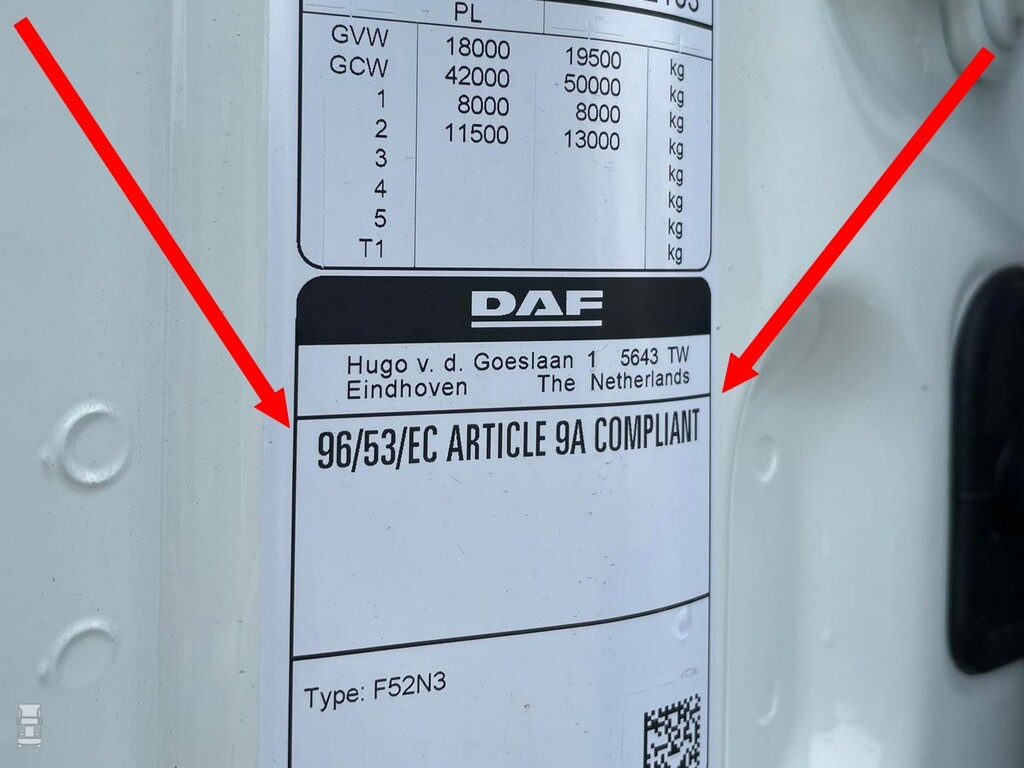 PL
GVW 18000 19500 kg
GCW 42000 50000 kg
1 8000 8000 kg
2 11500 13000 kg
3 kg
4 kg
5 kg
T1 kg
DAF
Hugo v. d. Goeslaan 1 5643 TW
Eindhoven The Netherlands
96/53/EC ARTICLE 9A COMPLIANT
Type: F52N3